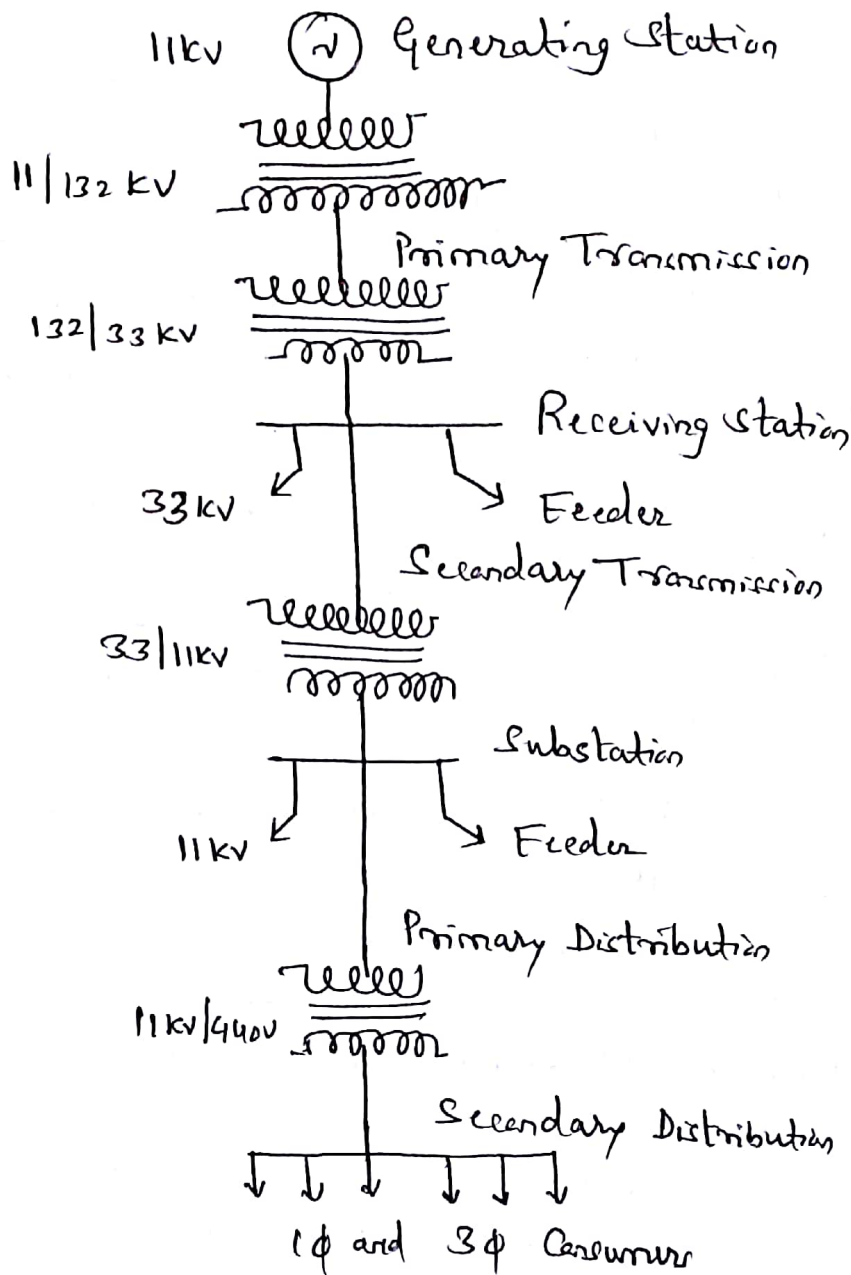 11kV Generating Station
11/132 kV
Primary Transmission
132/33 kV
Receiving Station
33kV Feeder
Secondary Transmission
33/11kV
Substation
11kV Feeder
Primary Distribution
11kV/440V
Secondary Distribution
1ϕ and 3ϕ Consumers